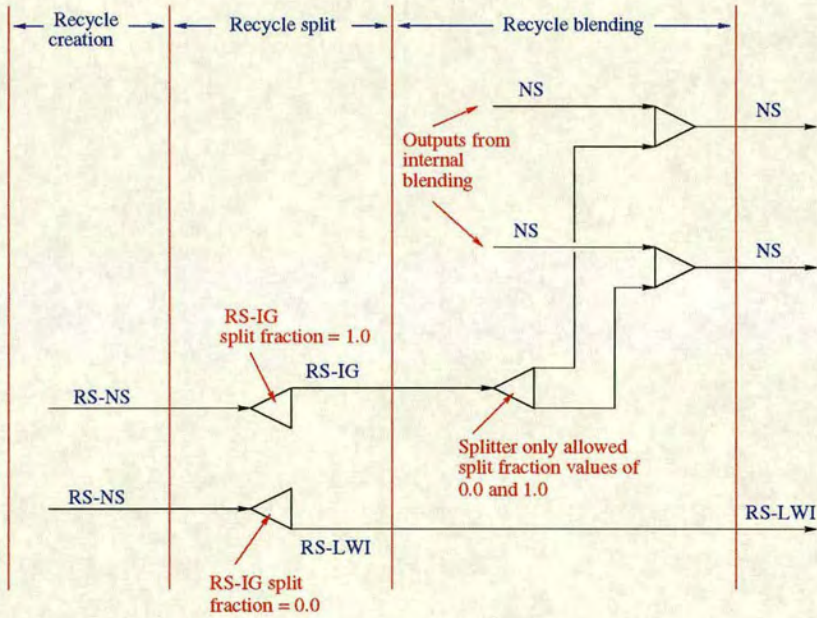 Recycle
creation
Recycle split
Recycle blending
NS
NS
Outputs from
internal
blending
NS
NS
RS-IG
split fraction = 1.0
RS-IG
RS-NS
Splitter only allowed
split fraction values of
0.0 and 1.0
RS-NS
RS-LWI
RS-LWI
RS-IG split
fraction = 0.0